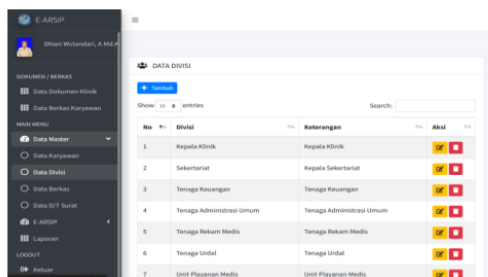 E-ARSIP
Dhian Wulandari, A.Md.K
DOKUMEN / BERKAS
Data Dokumen Klinik
Data Berkas Karyawan
MAIN MENU
Data Master
Data Karyawan
Data Divisi
Data Berkas
Data D/T Surat
E-ARSIP
Laporan
LOGOUT
Keluar
DATA DIVISI
+ Tambah
Show 10 entries Search:
No Divisi Keterangan Aksi
1 Kepala Klinik Kepala Klinik
2 Sekertariat Kepala Sekertariat
3 Tenaga Keuangan Tenaga Keuangan
4 Tenaga Administrasi Umum Tenaga Administrasi Umum
5 Tenaga Rekam Medis Tenaga Rekam Medis
6 Tenaga Urdal Tenaga Urdal
7 Unit Playanan Medis Unit Playanan Medis